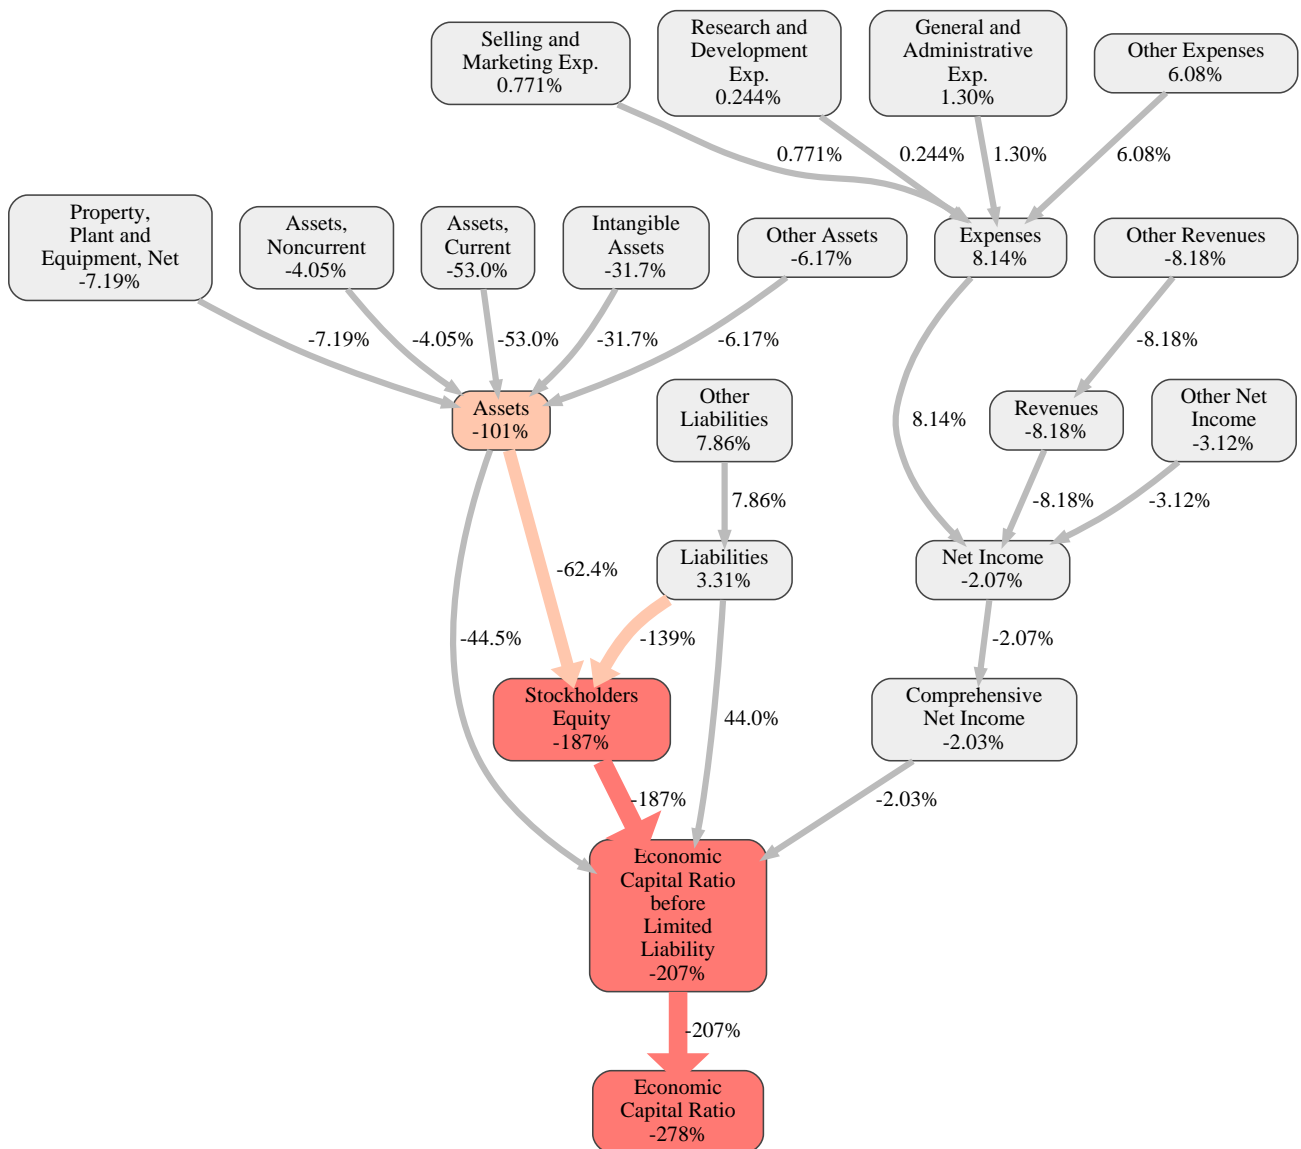 Selling and
Marketing Exp.
0.771%
Research and
Development
Exp.
0.244%
General and
Administrative
Exp.
1.30%
Other Expenses
6.08%
0.771%
0.244%
1.30%
6.08%
Property,
Plant and
Equipment, Net
-7.19%
Assets,
Noncurrent
-4.05%
Assets,
Current
-53.0%
Intangible
Assets
-31.7%
Other Assets
-6.17%
Expenses
8.14%
Other Revenues
-8.18%
-7.19%
-4.05%
-53.0%
-31.7%
-6.17%
-8.18%
Assets
-101%
Other
Liabilities
7.86%
8.14%
Revenues
-8.18%
Other Net
Income
-3.12%
7.86%
-8.18%
-3.12%
-62.4%
Liabilities
3.31%
Net Income
-2.07%
-44.5%
-139%
-2.07%
Stockholders
Equity
-187%
44.0%
Comprehensive
Net Income
-2.03%
-187%
-2.03%
Economic
Capital Ratio
before
Limited
Liability
-207%
-207%
Economic
Capital Ratio
-278%